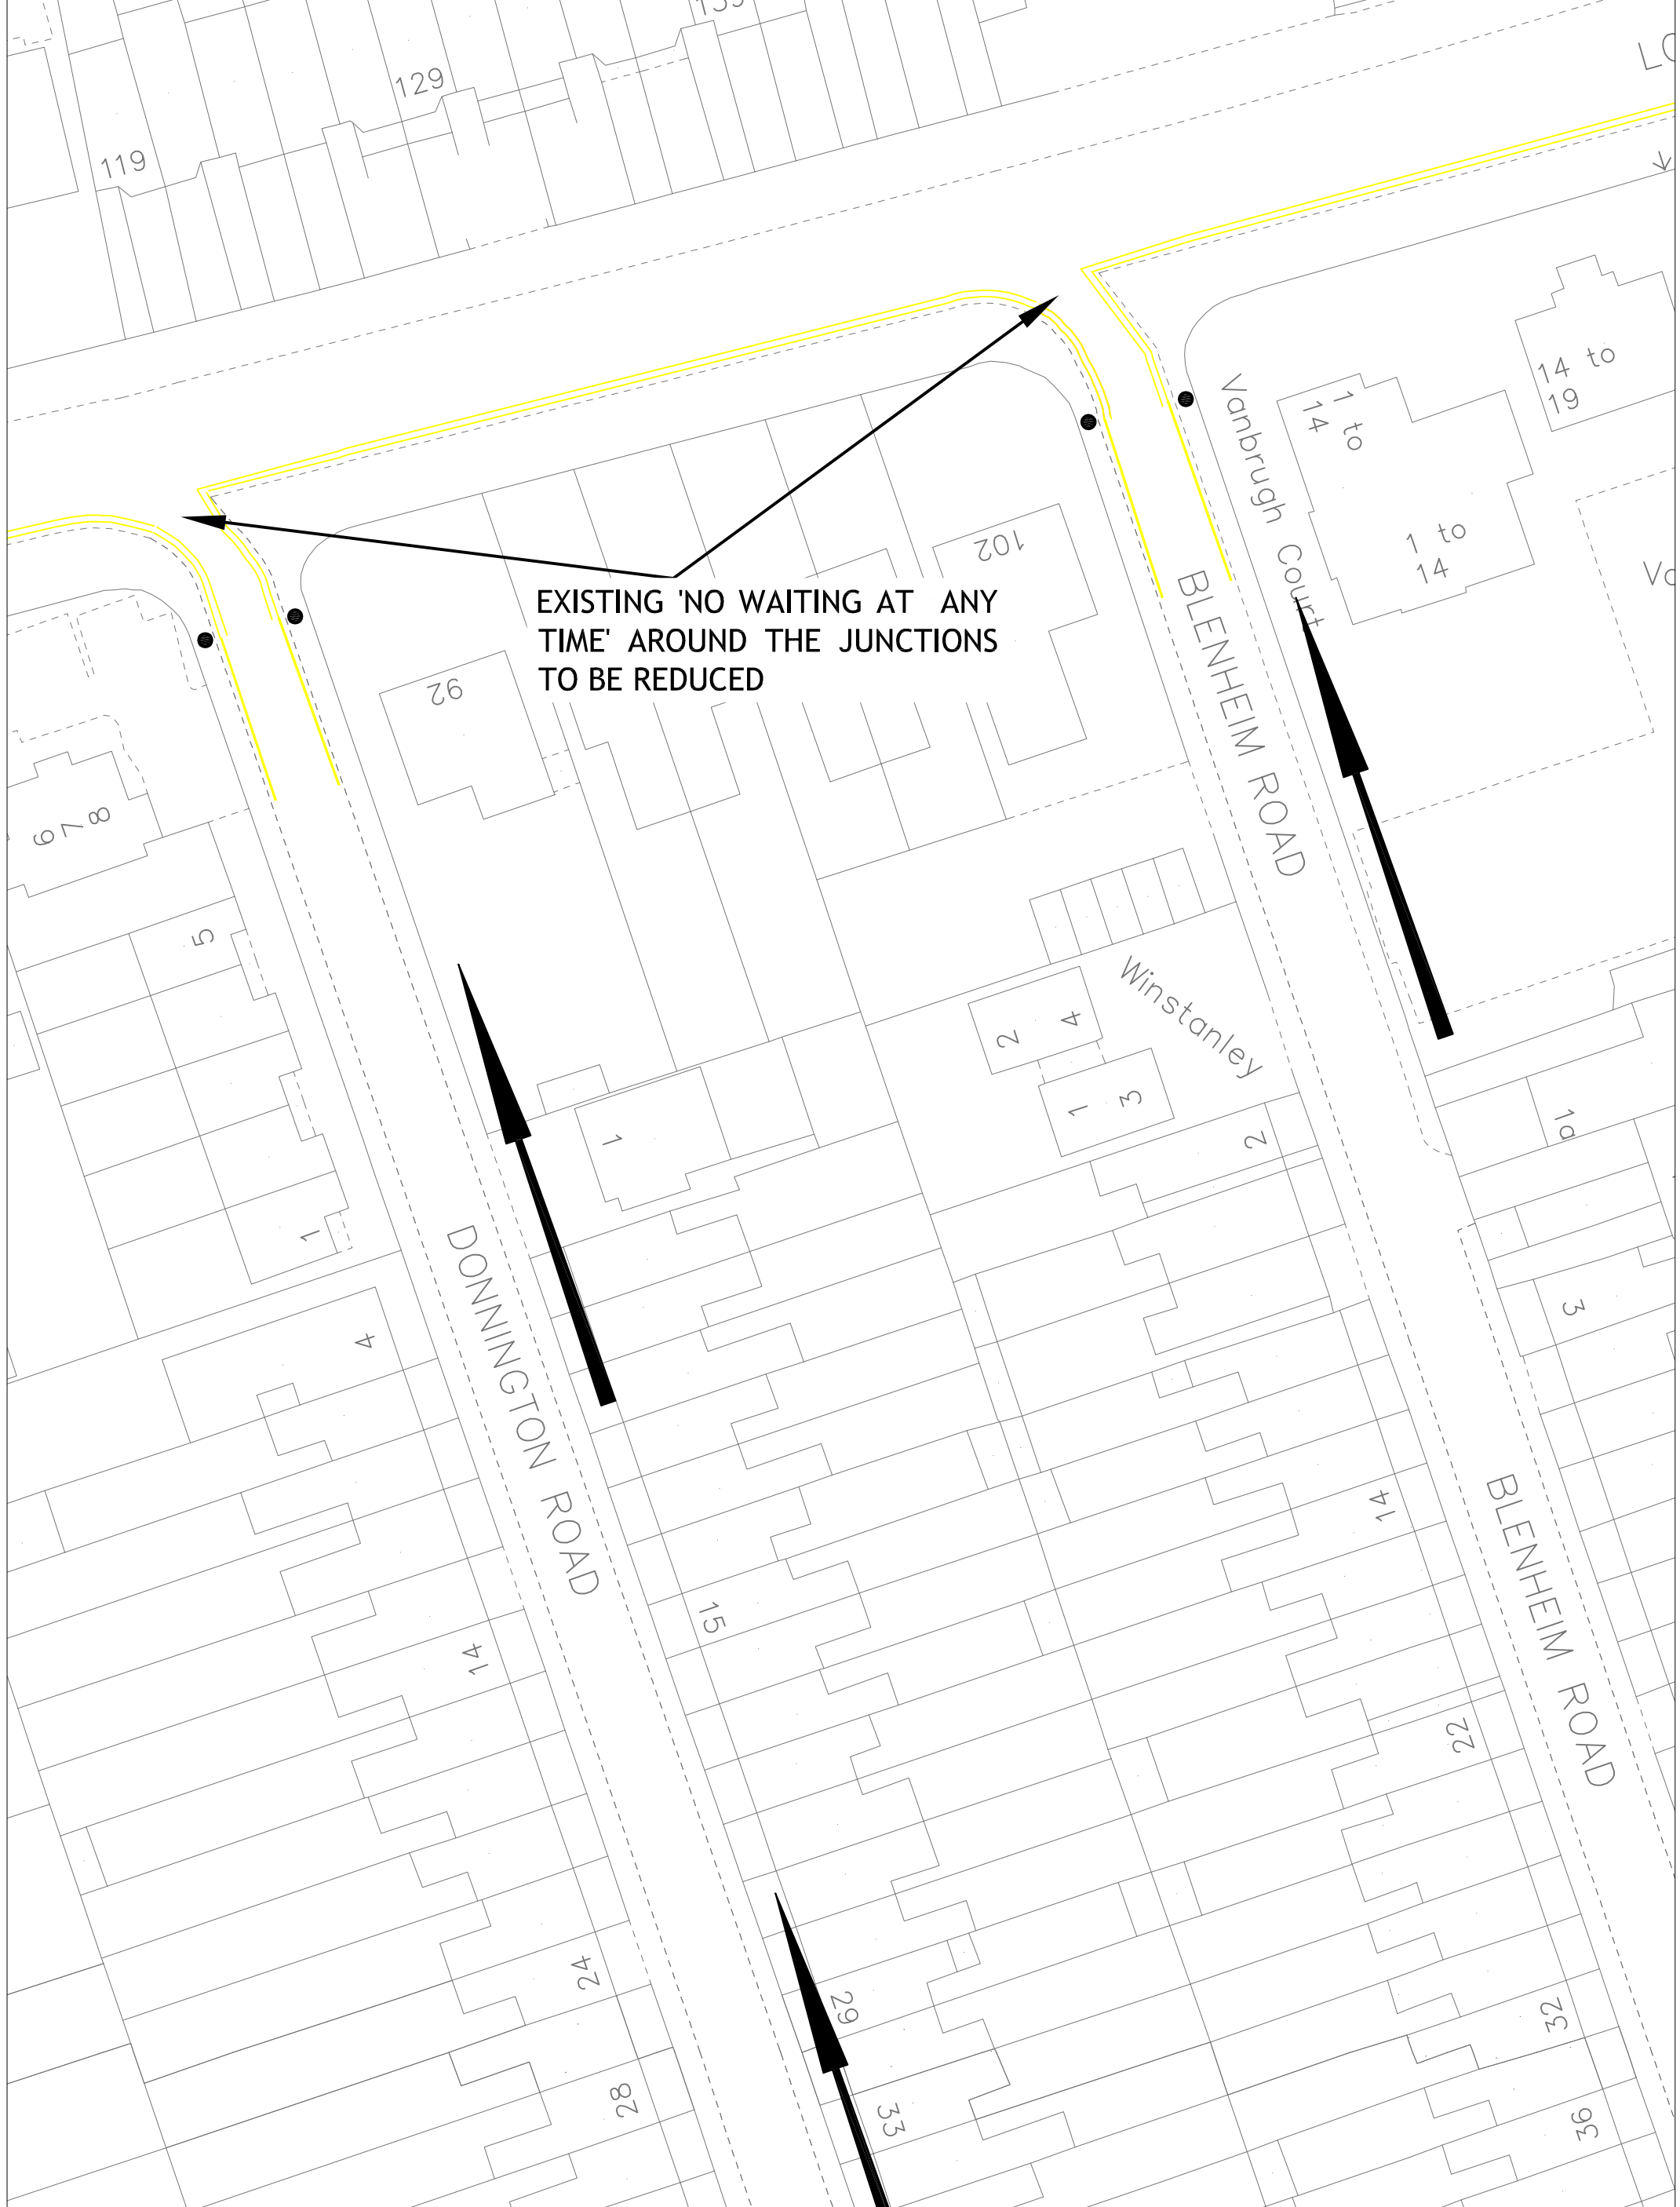 129
119
14 to
19
1 to
14
Vanbrugh Court
1 to
14
102
EXISTING 'NO WAITING AT ANY
TIME' AROUND THE JUNCTIONS
TO BE REDUCED
92
BLENHEIM ROAD
8
7
6
5
Winstanley
2
4
1
3
1
2
1a
1
3
4
DONNINGTON ROAD
14
BLENHEIM ROAD
15
14
22
24
29
32
28
33
36